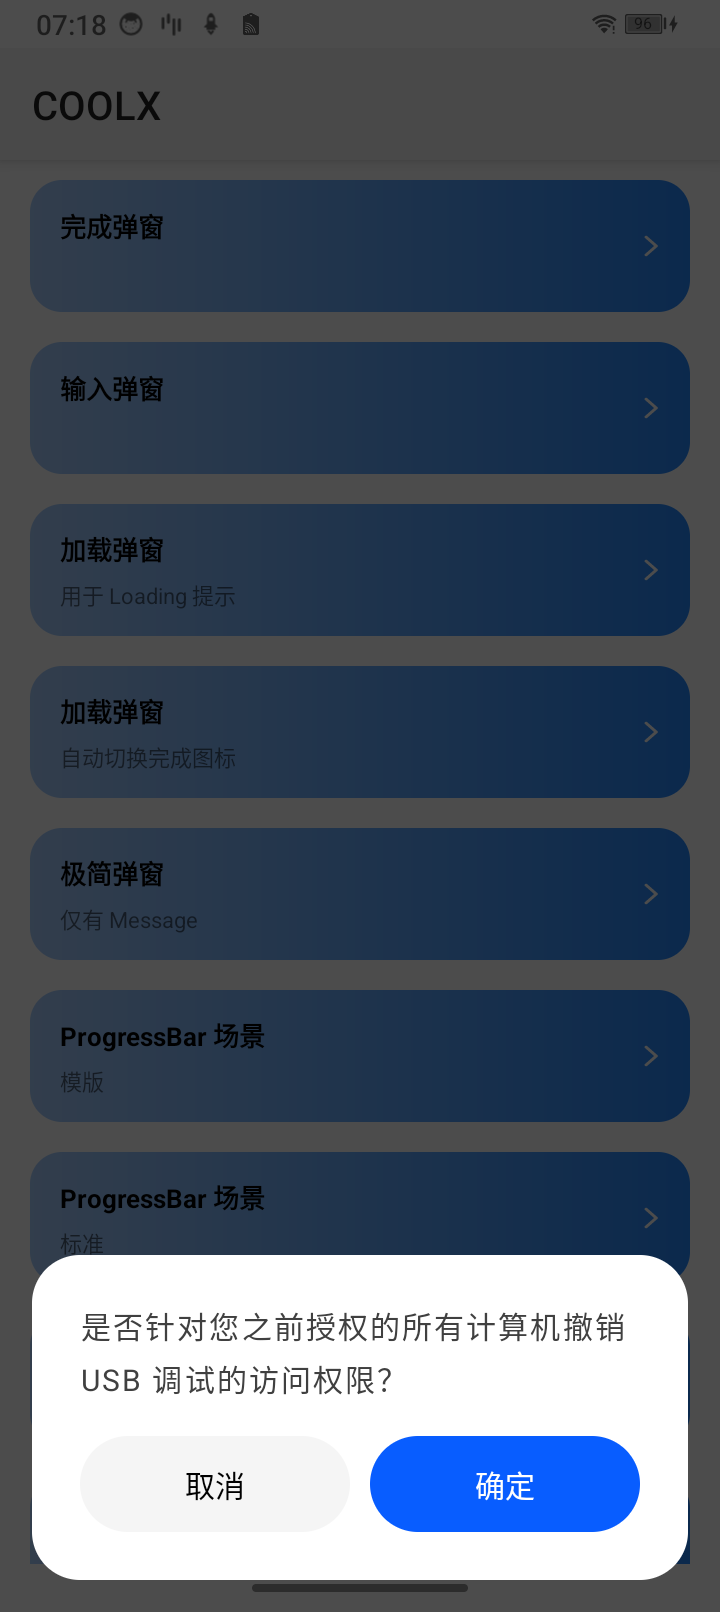 07:18
96
COOLX
完成弹窗
输入弹窗
加载弹窗
用于 Loading 提示
加载弹窗
自动切换完成图标
极简弹窗
仅有 Message
ProgressBar 场景
模版
ProgressBar 场景
标准
是否针对您之前授权的所有计算机撤销
USB 调试的访问权限？
取消
确定